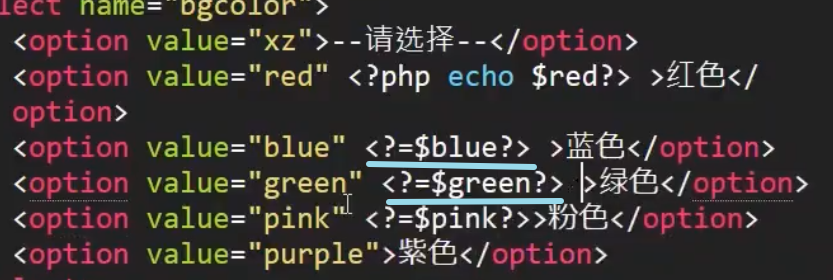 lect name="bgcolor">
<option value="xz">--请选择--</option>
<option value="red" <?php echo $red?> >红色</
option>
<option value="blue" <?=$blue?> >蓝色</option>
<option value="green" <?=$green?> >绿色</option>
<option value="pink" <?=$pink?>>粉色</option>
<option value="purple">紫色</option>